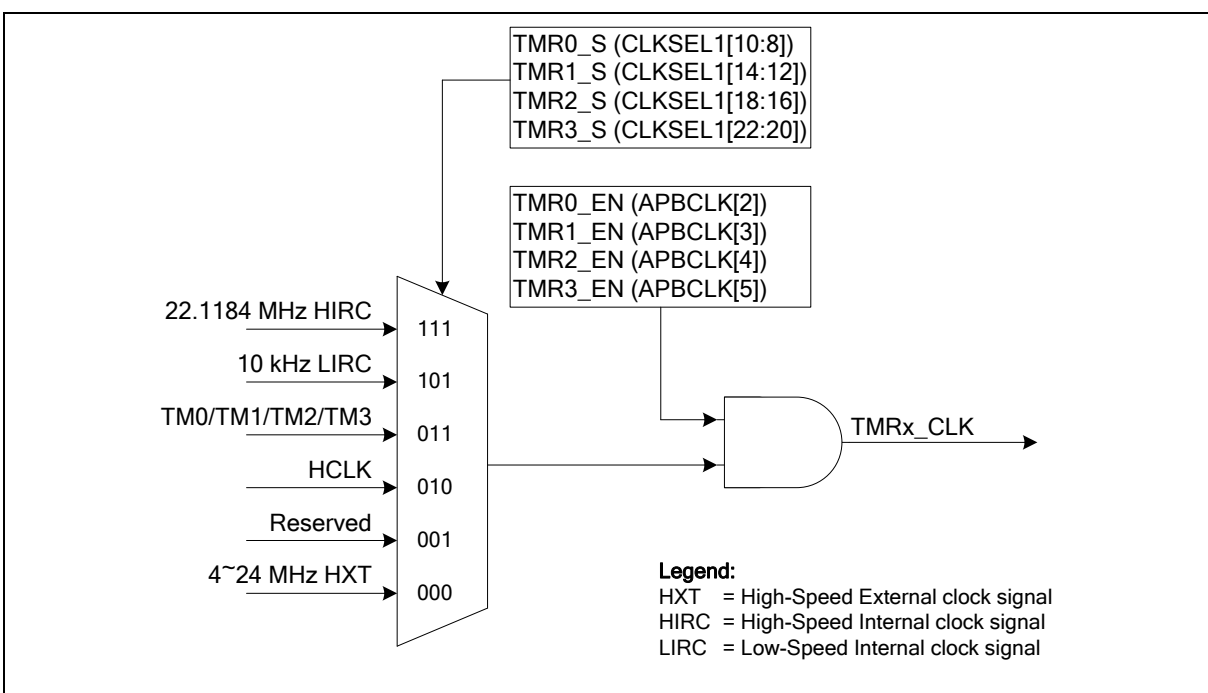 TMR0_S (CLKSEL1[10:8])
TMR1_S (CLKSEL1[14:12])
TMR2_S (CLKSEL1[18:16])
TMR3_S (CLKSEL1[22:20])
TMR0_EN (APBCLK[2])
TMR1_EN (APBCLK[3])
TMR2_EN (APBCLK[4])
TMR3_EN (APBCLK[5])
22.1184 MHz HIRC
111
10 kHz LIRC
101
TM0/TM1/TM2/TM3
011
HCLK
010
Reserved
001
4~24 MHz HXT
000
TMRx_CLK
Legend:
HXT = High-Speed External clock signal
HIRC = High-Speed Internal clock signal
LIRC = Low-Speed Internal clock signal